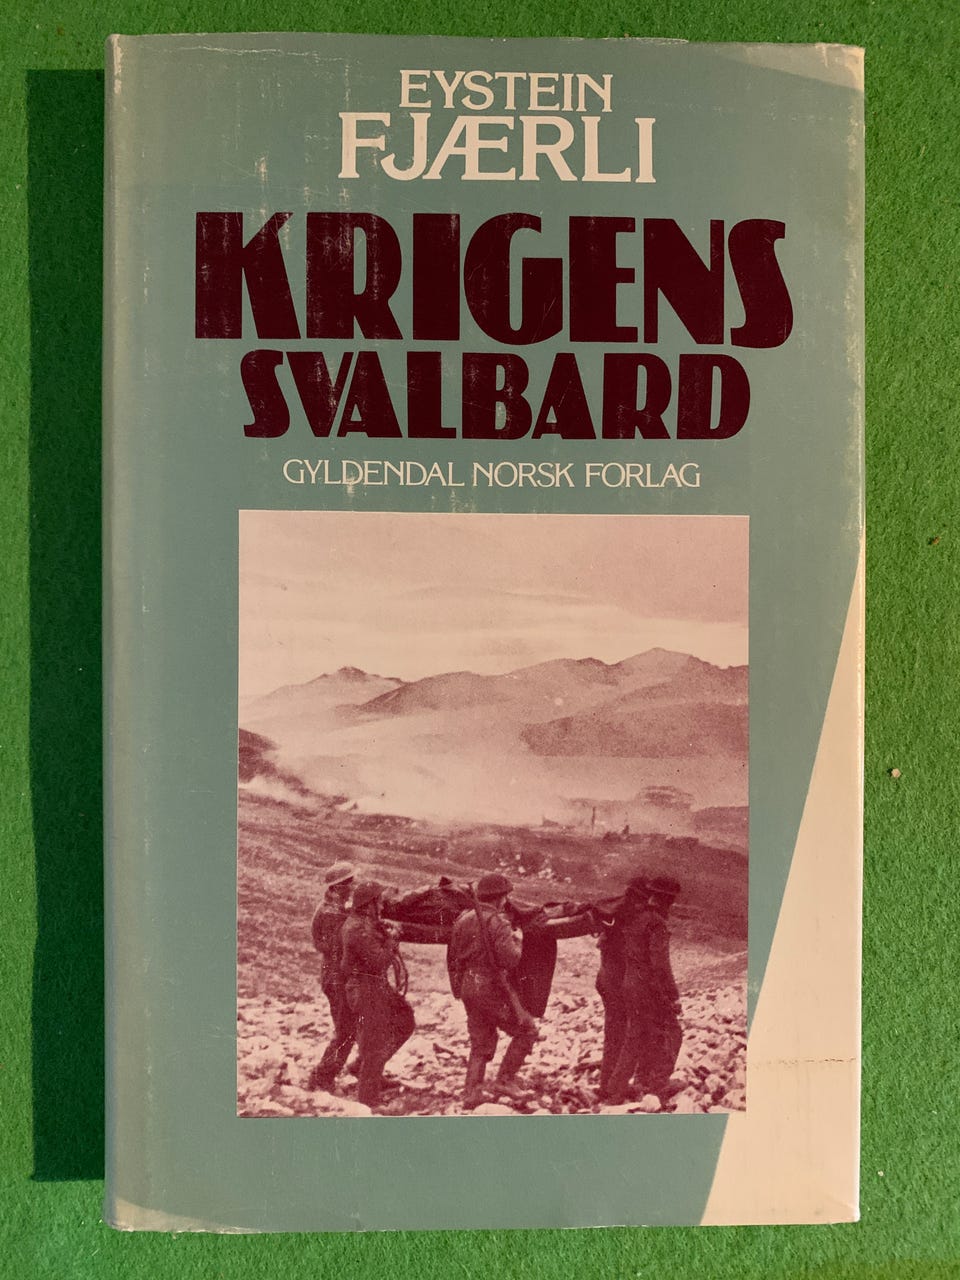 EYSTEIN
FJÆRLI
KRIGENS
SVALBARD
GYLDENDAL NORSK FORLAG